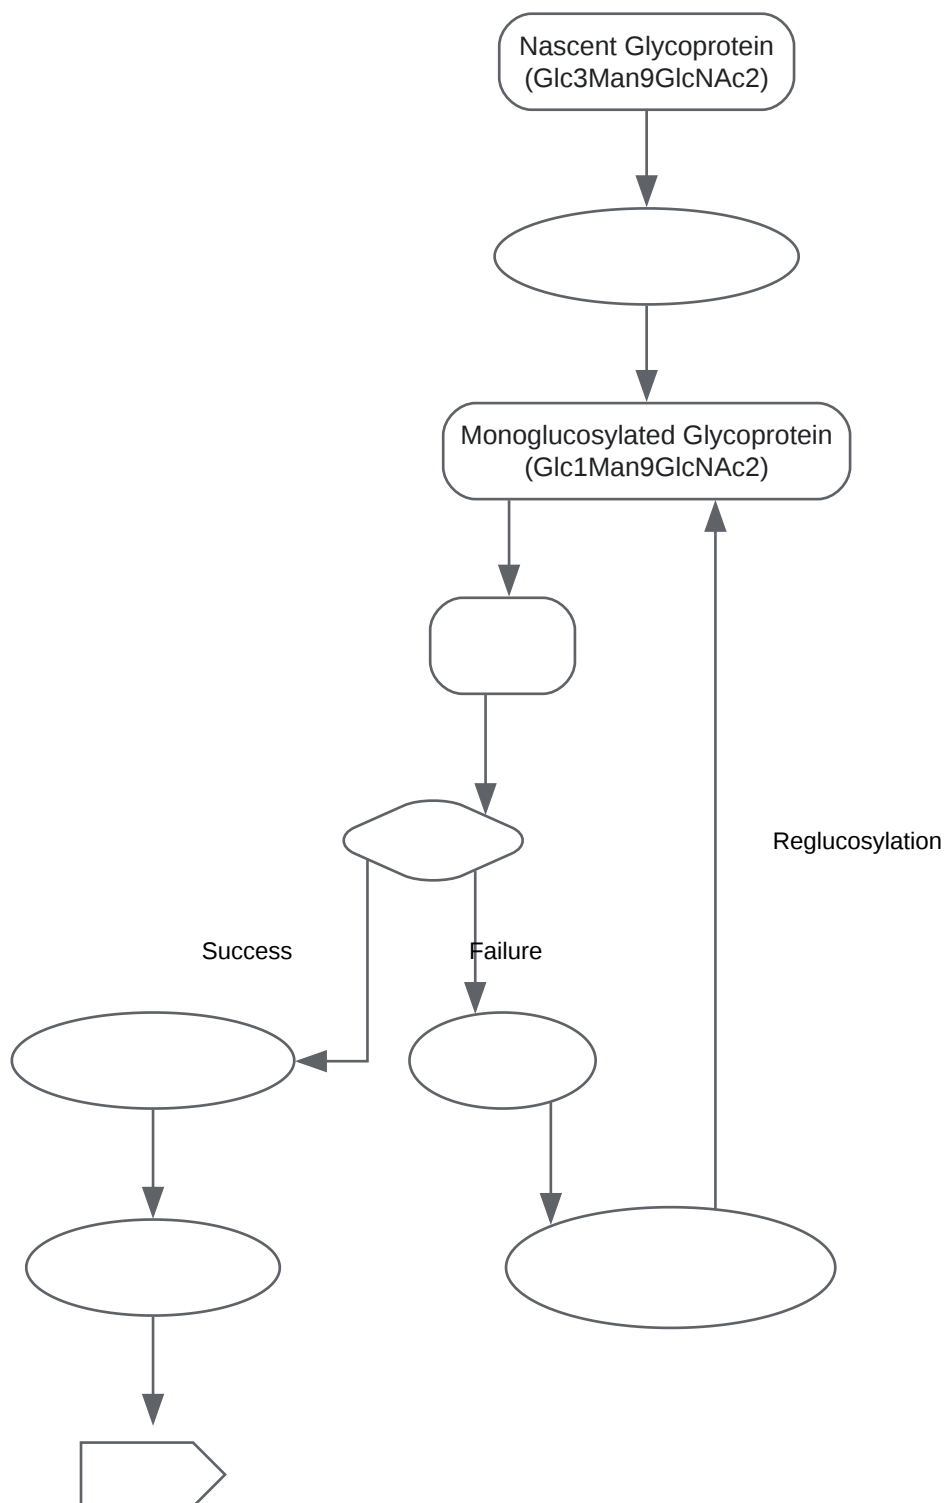 Nascent Glycoprotein
(Glc3Man9GlcNAc2)
Monoglucosylated Glycoprotein
(Glc1Man9GlcNAc2)
Reglucosylation
Success
Failure